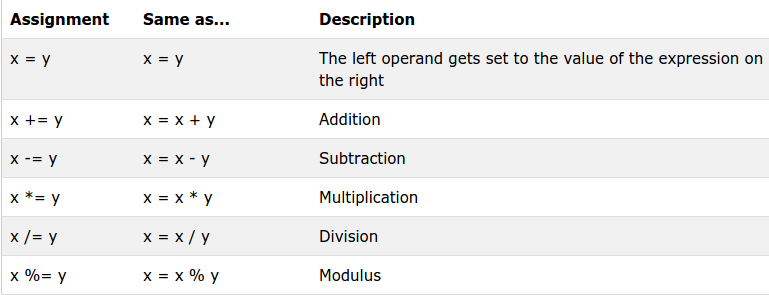 Assignment Same as... Description
x = y x = y The left operand gets set to the value of the expression on
the right
x += y x = x + y Addition
x -= y x = x - y Subtraction
x *= y x = x * y Multiplication
x /= y x = x / y Division
x %= y x = x % y Modulus